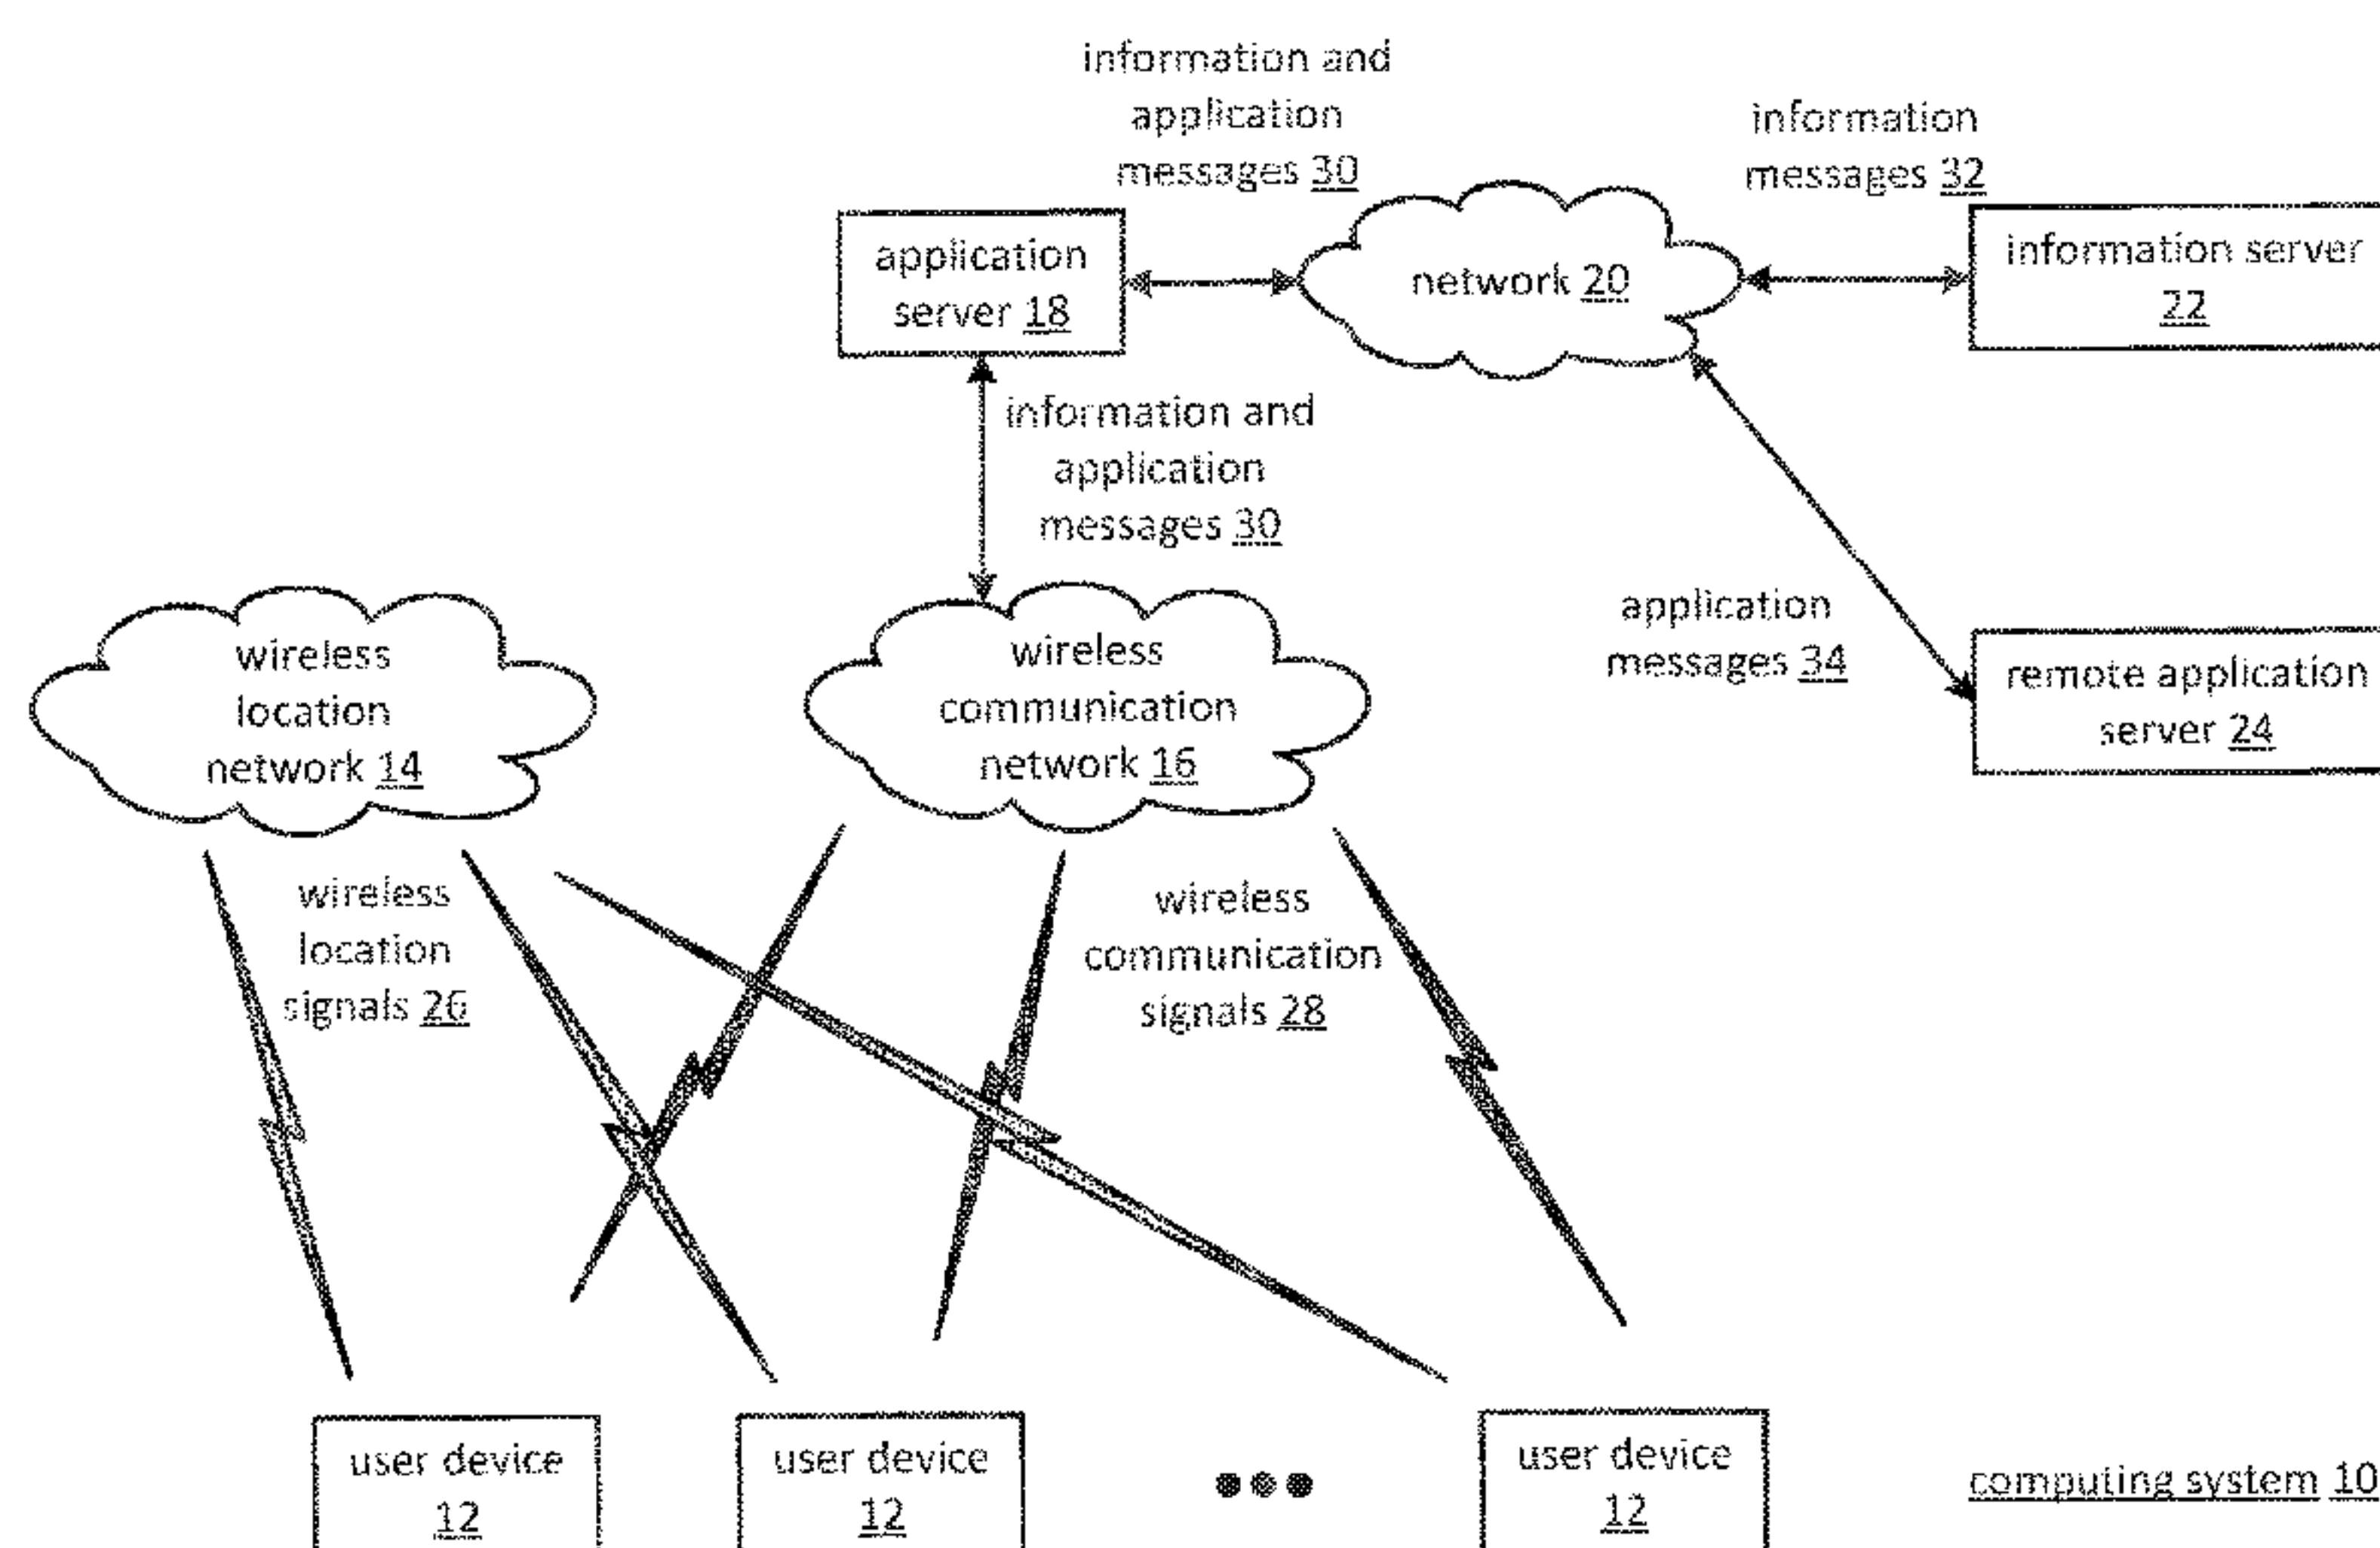 information and
application
messages 30
information
messages 32
application
server 18
network 20
information server
22
information and
application
messages 30
wireless
location
network 14
wireless
communication
network 16
application
messages 34
remote application
server 24
wireless
location
signals 26
wireless
communication
signals 28
user device
12
user device
12
user device
12
computing system 10